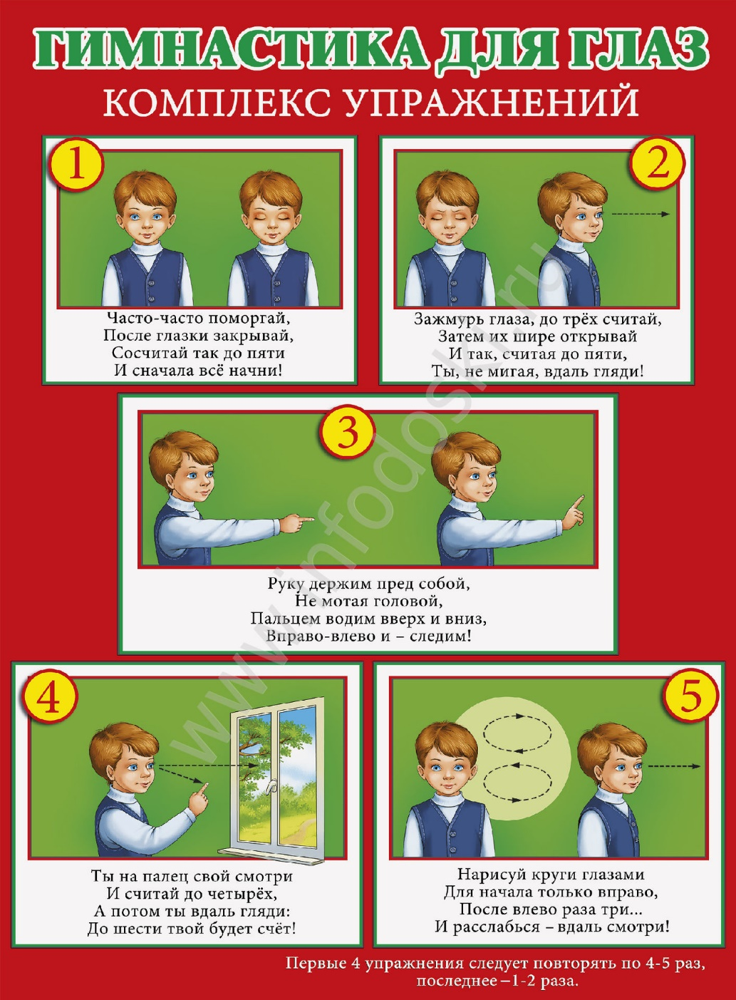 ГИМНАСТИКА ДЛЯ ГЛАЗ
КОМПЛЕКС УПРАЖНЕНИЙ
1
Часто-часто поморгай,
После глазки закрывай,
Сосчитай так до пяти
И сначала всё начни!
2
Зажмурь глаза, до трёх считай,
Затем их шире открывай
И так, считая до пяти,
Ты, не мигая, вдаль гляди!
3
Руку держим пред собой,
Не мотая головой,
Пальцем водим вверх и вниз,
Вправо-влево и – следим!
4
Ты на палец свой смотри
И считай до четырёх,
А потом ты вдаль гляди:
До шести твой будет счёт!
5
Нарисуй круги глазами
Для начала только вправо,
После влево раза три...
И расслабься – вдаль смотри!
Первые 4 упражнения следует повторять по 4-5 раз,
последнее – 1-2 раза.
www.infodoski.ru